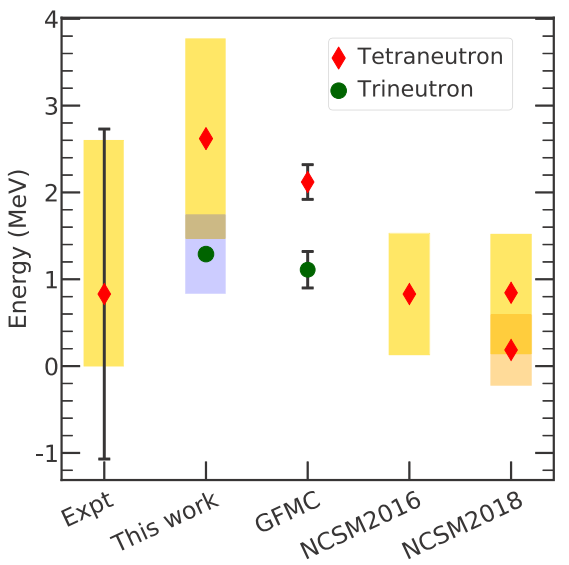 4
3
2
1
0
-1
Energy (MeV)
Tetraneutron
Trineutron
Expt
This work
GFMC
NCSM2016
NCSM2018